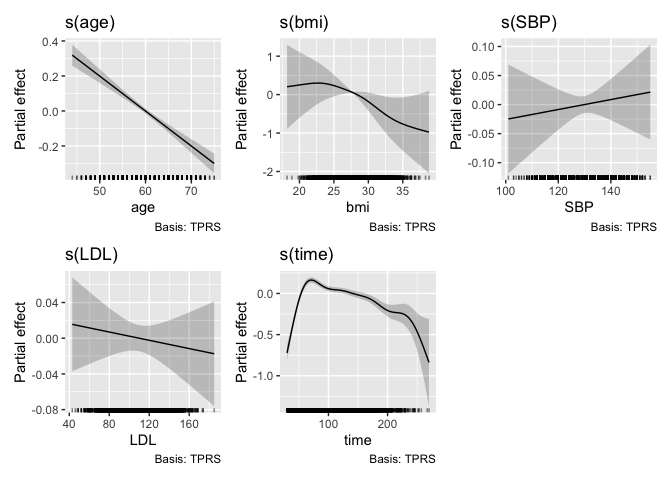 s(age)
Partial effect
0.4
0.2
0.0
-0.2
50
60
70
age
Basis: TPRS
s(bmi)
Partial effect
1
0
-1
-2
20
25
30
35
bmi
Basis: TPRS
s(SBP)
Partial effect
0.10
0.05
0.00
-0.05
-0.10
100
120
140
SBP
Basis: TPRS
s(LDL)
Partial effect
0.04
0.00
-0.04
-0.08
40
80
120
160
LDL
Basis: TPRS
s(time)
Partial effect
0.0
-0.5
-1.0
100
200
time
Basis: TPRS